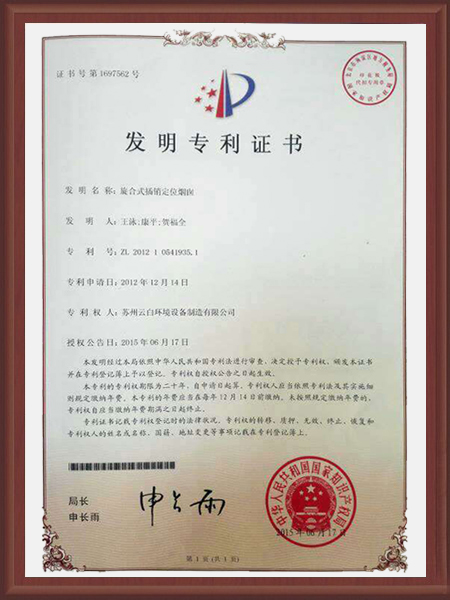 证书号第1697562号
发明专利证书
发明名称：旋合式插销定位烟囱
发明人：王泳;康平;贺福全
专利号：ZL 2012 1 0541935.1
专利申请日：2012年12月14日
专利权人：苏州云白环境设备制造有限公司
授权公告日：2015年06月17日
本发明经过本局依照中华人民共和国专利法进行审查，决定授予专利权，颁发本证书
并在专利登记簿上予以登记。专利权自授权公告之日起生效。
本专利的专利权期限为二十年，自申请日起算。专利权人应当依照专利法及其实施细
则规定缴纳年费。本专利的年费应当在每年12月14日前缴纳。未按照规定缴纳年费的，
专利权自应当缴纳年费期满之日起终止。
专利证书记载专利权登记时的法律状况。专利权的转移、质押、无效、终止、恢复和
专利权人的姓名或名称、国籍、地址变更等事项记载在专利登记簿上。
局长
申长雨
申长雨
中华人民共和国国家知识产权局
2015年06月17日
第1页(共1页)